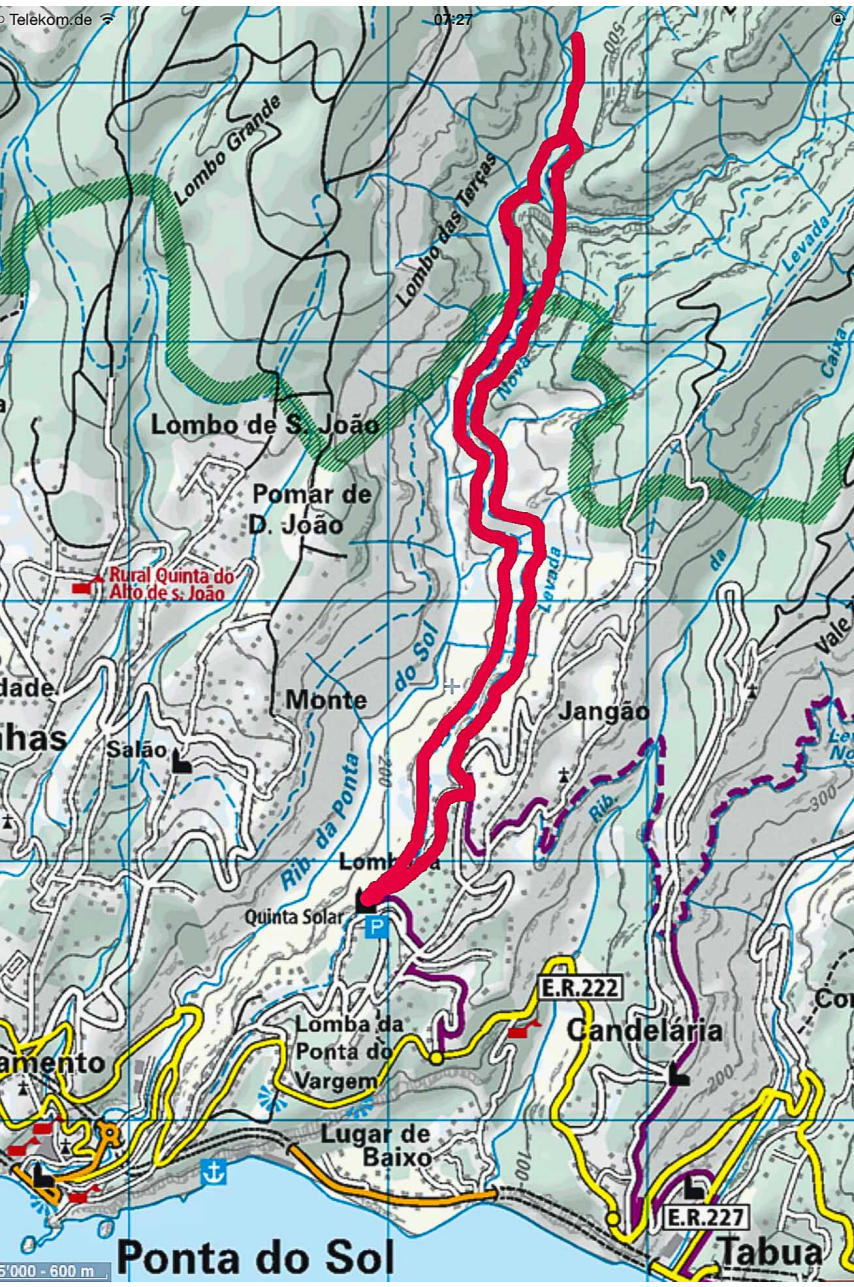 Telekom.de
07:27
500
Lombo Grande
Lombo das Terças
Levada
Caixa
Nova
Lombo de S. João
Pomar de
D. João
Rural Quinta do
Alto de s. João
Levada
da
Vale
do Sol
dade
Monte
Jangão
nhas
Salão
200
300
Rib. da Ponta
Rib.
Quinta Solar
P
E.R.222
Lomba da
Ponta do
Vargem
Candelária
amento
200
Lugar de
Baixo
100
E.R.227
Ponta do Sol
Tabua
5'000 - 600 m